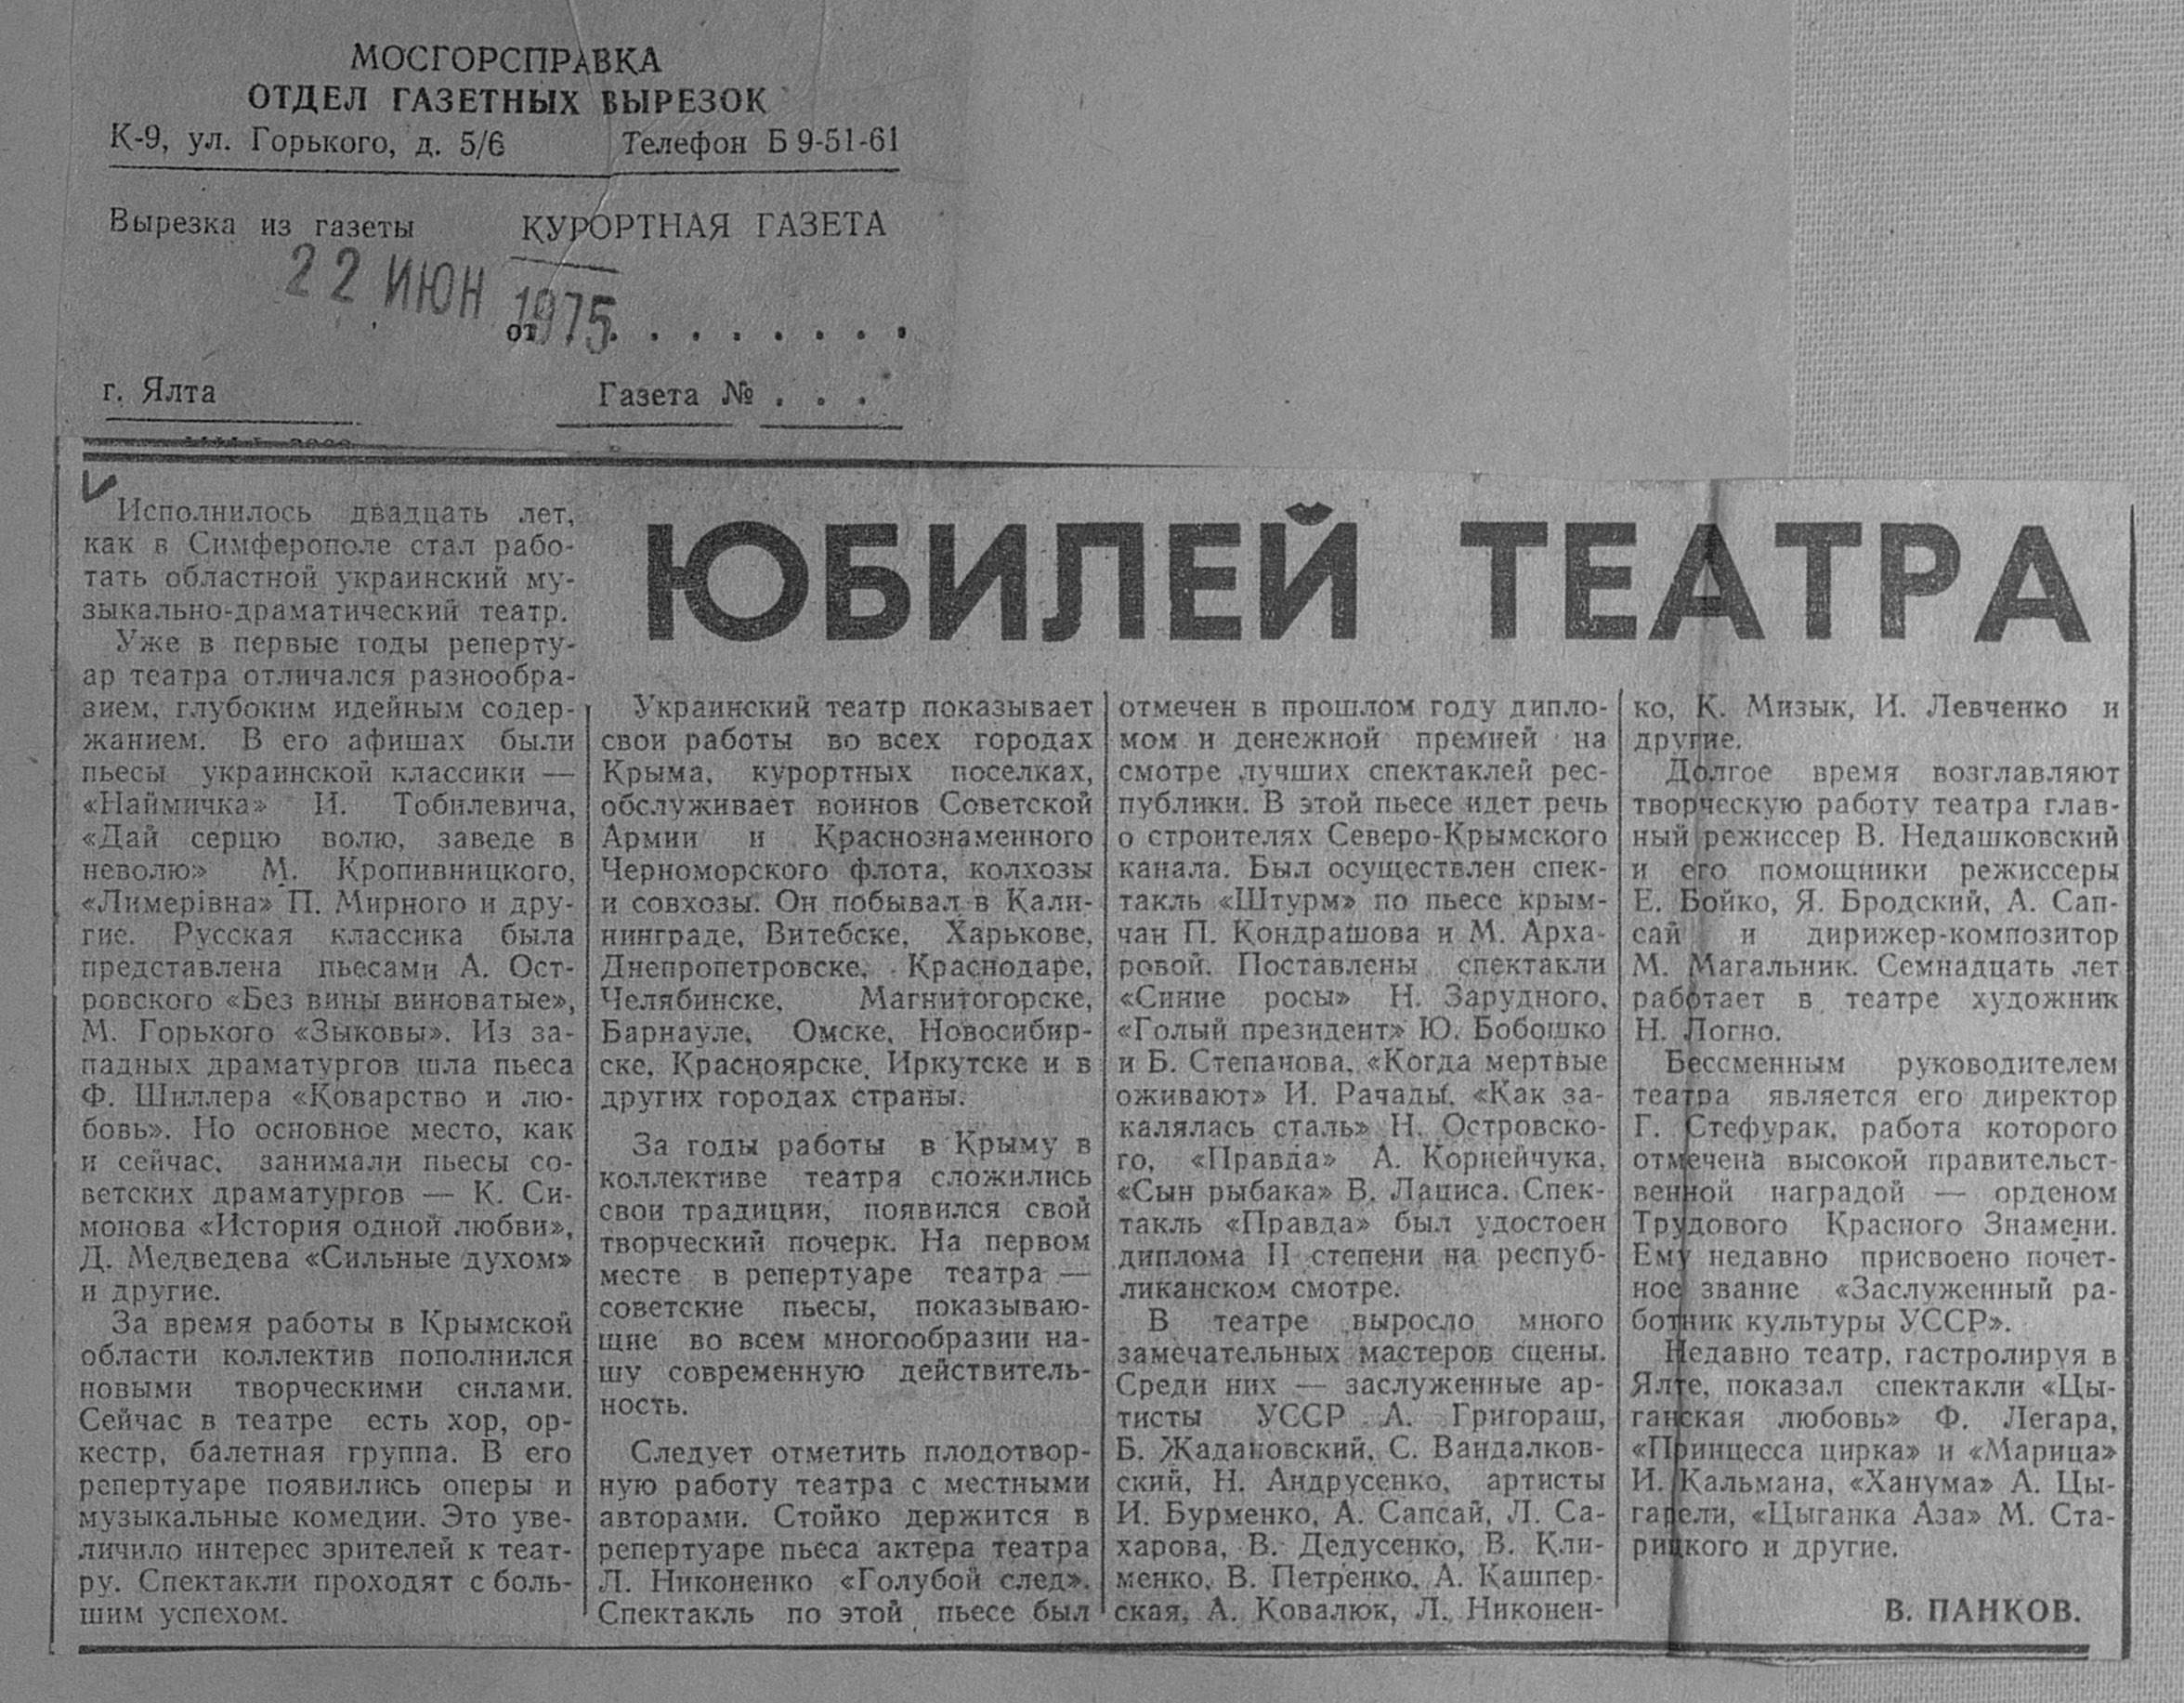 МОСГОРСПРАВКА
ОТДЕЛ ГАЗЕТНЫХ ВЫРЕЗОК
К-9, ул. Горького, д. 5/6 Телефон Б 9-51-61
Вырезка из газеты КУРОРТНАЯ ГАЗЕТА
22 ИЮН 1975
от . . . . . . . .
г. Ялта Газета № . . .
ЮБИЛЕЙ ТЕАТРА
Исполнилось двадцать лет,
как в Симферополе стал рабо-
тать областной украинский му-
зыкально-драматический театр.
Уже в первые годы реперту-
ар театра отличался разнообра-
зием, глубоким идейным содер-
жанием. В его афишах были
пьесы украинской классики —
«Наймичка» И. Тобилевича,
«Дай серцю волю, заведе в
неволю» М. Кропивницкого,
«Лимерівна» П. Мирного и дру-
гие. Русская классика была
представлена пьесами А. Ост-
ровского «Без вины виноватые»,
М. Горького «Зыковы». Из за-
падных драматургов шла пьеса
Ф. Шиллера «Коварство и лю-
бовь». Но основное место, как
и сейчас, занимали пьесы со-
ветских драматургов — К. Си-
монова «История одной любви»,
Д. Медведева «Сильные духом»
и другие.
За время работы в Крымской
области коллектив пополнился
новыми творческими силами.
Сейчас в театре есть хор, ор-
кестр, балетная группа. В его
репертуаре появились оперы и
музыкальные комедии. Это уве-
личило интерес зрителей к теат-
ру. Спектакли проходят с боль-
шим успехом.
Украинский театр показывает
свои работы во всех городах
Крыма, курортных поселках,
обслуживает воинов Советской
Армии и Краснознаменного
Черноморского флота, колхозы
и совхозы. Он побывал в Кали-
нинграде, Витебске, Харькове,
Днепропетровске, Краснодаре,
Челябинске, Магнитогорске,
Барнауле, Омске, Новосибир-
ске, Красноярске, Иркутске и в
других городах страны.
За годы работы в Крыму в
коллективе театра сложились
свои традиции, появился свой
творческий почерк. На первом
месте в репертуаре театра —
советские пьесы, показываю-
щие во всем многообразии на-
шу современную действитель-
ность.
Следует отметить плодотвор-
ную работу театра с местными
авторами. Стойко держится в
репертуаре пьеса актера театра
Л. Никоненко «Голубой след».
Спектакль по этой пьесе был
отмечен в прошлом году дипло-
мом и денежной премией на
смотре лучших спектаклей рес-
публики. В этой пьесе идет речь
о строителях Северо-Крымского
канала. Был осуществлен спек-
такль «Штурм» по пьесе крым-
чан П. Кондрашова и М. Арха-
ровой. Поставлены спектакли
«Синие росы» Н. Зарудного,
«Голый президент» Ю. Бобошко
и Б. Степанова, «Когда мертвые
оживают» И. Рачады, «Как за-
калялась сталь» Н. Островско-
го, «Правда» А. Корнейчука,
«Сын рыбака» В. Лациса. Спек-
такль «Правда» был удостоен
диплома II степени на респуб-
ликанском смотре.
В театре выросло много
замечательных мастеров сцены.
Среди них — заслуженные ар-
тисты УССР А. Григораш,
Б. Жадановский, С. Вандалков-
ский, Н. Андрусенко, артисты
И. Бурменко, А. Сапсай, Л. Са-
харова, В. Дедусенко, В. Кли-
менко, В. Петренко, А. Кашпер-
ская, А. Ковалюк, Л. Никонен-
ко, К. Мизык, И. Левченко и
другие.
Долгое время возглавляют
творческую работу театра глав-
ный режиссер В. Недашковский
и его помощники режиссеры
Е. Бойко, Я. Бродский, А. Сап-
сай и дирижер-композитор
М. Магальник. Семнадцать лет
работает в театре художник
Н. Логно.
Бессменным руководителем
театра является его директор
Г. Стефурак, работа которого
отмечена высокой правительст-
венной наградой — орденом
Трудового Красного Знамени.
Ему недавно присвоено почет-
ное звание «Заслуженный ра-
ботник культуры УССР».
Недавно театр, гастролируя в
Ялте, показал спектакли «Цы-
ганская любовь» Ф. Легара,
«Принцесса цирка» и «Марица»
И. Кальмана, «Ханума» А. Цы-
гарели, «Цыганка Аза» М. Ста-
рицкого и другие.
В. ПАНКОВ.